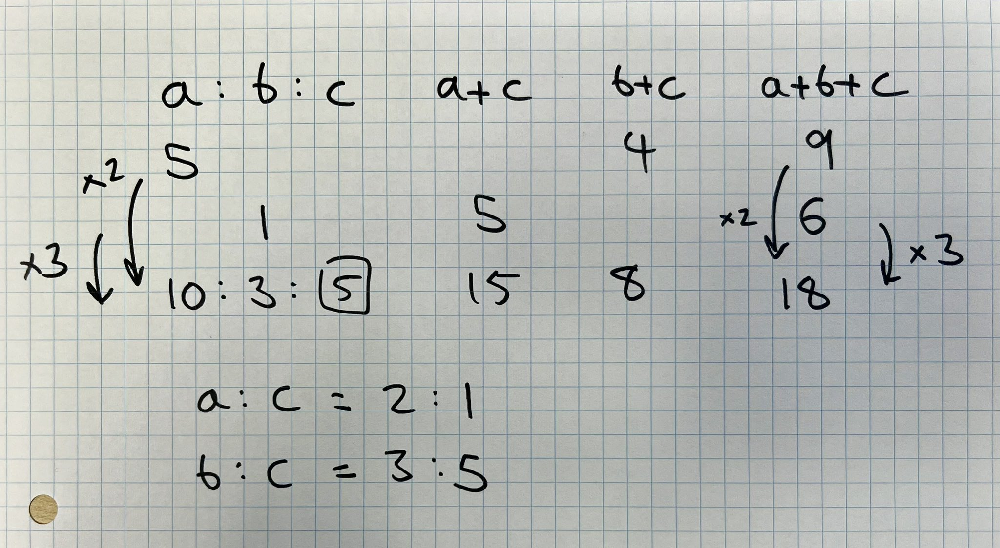 a : b : c a+c b+c a+b+c
5 4 9
×2
1 5 ×2 6
×3 10 : 3 : 5 15 8 18 ×3
a : c = 2 : 1
b : c = 3 : 5